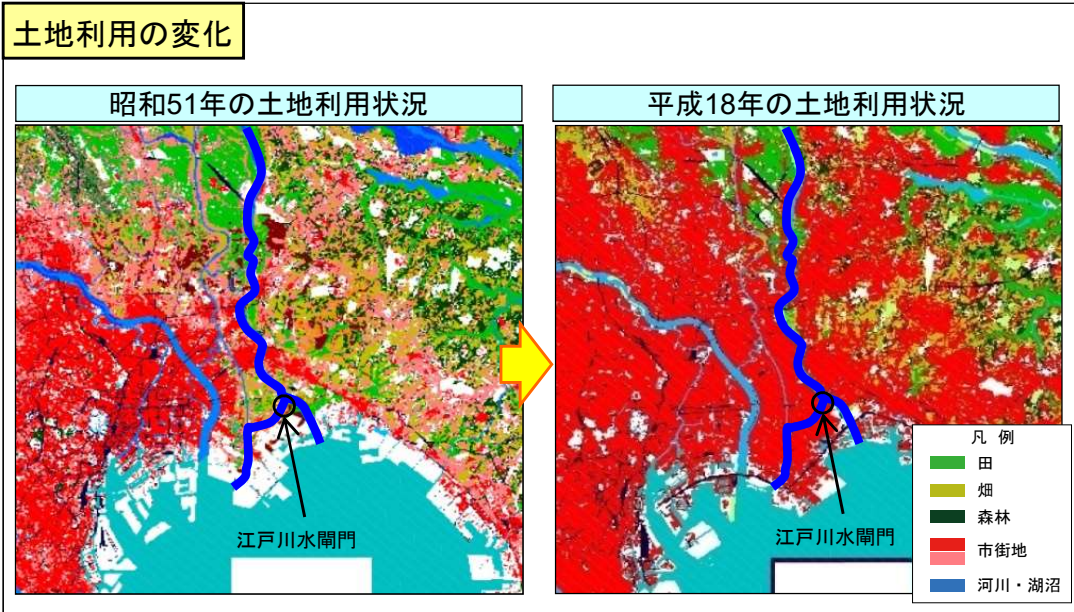 土地利用の変化
昭和51年の土地利用状況
平成18年の土地利用状況
江戸川水閘門
江戸川水閘門
凡 例
田
畑
森林
市街地
河川・湖沼